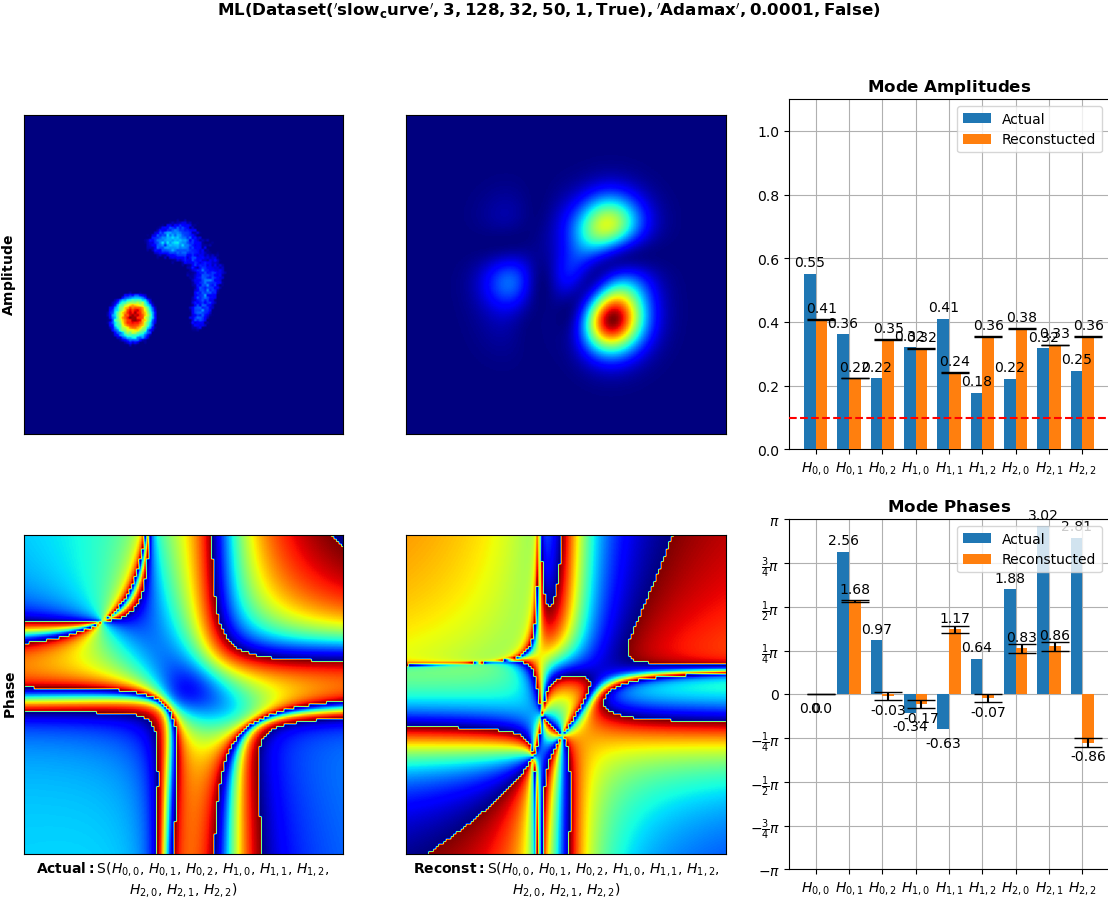 ML(Dataset('slow_curve', 3, 128, 32, 50, 1, True), 'Adamax', 0.0001, False)
Mode Amplitudes
Amplitude
1.0
0.8
0.6
0.4
0.2
0.0
Actual
Reconstucted
0.55
0.41
0.36
0.22
0.22
0.35
0.32
0.32
0.41
0.24
0.18
0.36
0.22
0.38
0.32
0.33
0.25
0.36
H0,0 H0,1 H0,2 H1,0 H1,1 H1,2 H2,0 H2,1 H2,2
Mode Phases
Phase
π
3/4π
1/2π
1/4π
0
−1/4π
−1/2π
−3/4π
−π
Actual
Reconstucted
0.0
0.0
2.56
1.68
0.97
-0.03
-0.34
-0.17
-0.63
1.17
0.64
-0.07
1.88
0.83
3.02
0.86
2.81
-0.86
H0,0 H0,1 H0,2 H1,0 H1,1 H1,2 H2,0 H2,1 H2,2
Actual: S(H0,0, H0,1, H0,2, H1,0, H1,1, H1,2,
H2,0, H2,1, H2,2)
Reconst: S(H0,0, H0,1, H0,2, H1,0, H1,1, H1,2,
H2,0, H2,1, H2,2)